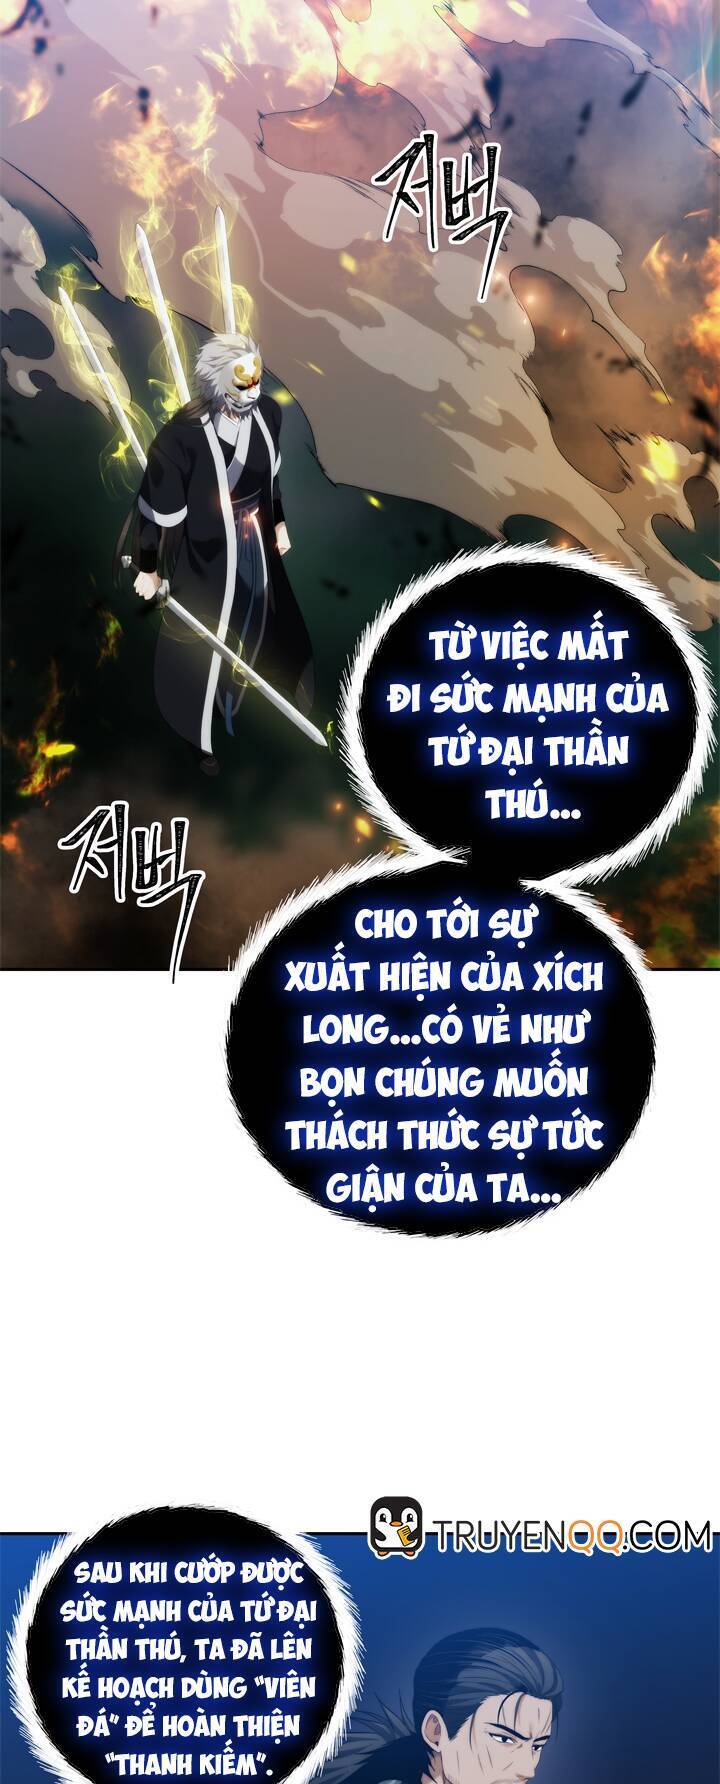 저벅
TỪ VIỆC MẤT
ĐI SỨC MẠNH CỦA
TỨ ĐẠI THẦN
THÚ...
저벅
CHO TỚI SỰ
XUẤT HIỆN CỦA XÍCH
LONG...CÓ VẺ NHƯ
BỌN CHÚNG MUỐN
THÁCH THỨC SỰ TỨC
GIẬN CỦA TA...
TRUYENQQ.COM
SAU KHI CƯỚP ĐƯỢC
SỨC MẠNH CỦA TỨ ĐẠI
THẦN THÚ, TA ĐÃ LÊN
KẾ HOẠCH DÙNG "VIÊN
ĐÁ" ĐỂ HOÀN THIỆN
"THANH KIẾM".